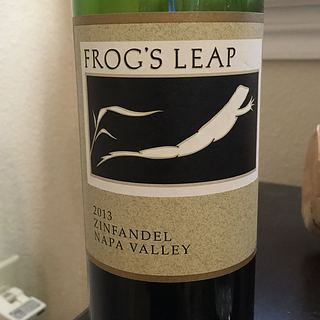 FROG'S LEAP
2013
ZINFANDEL
NAPA VALLEY